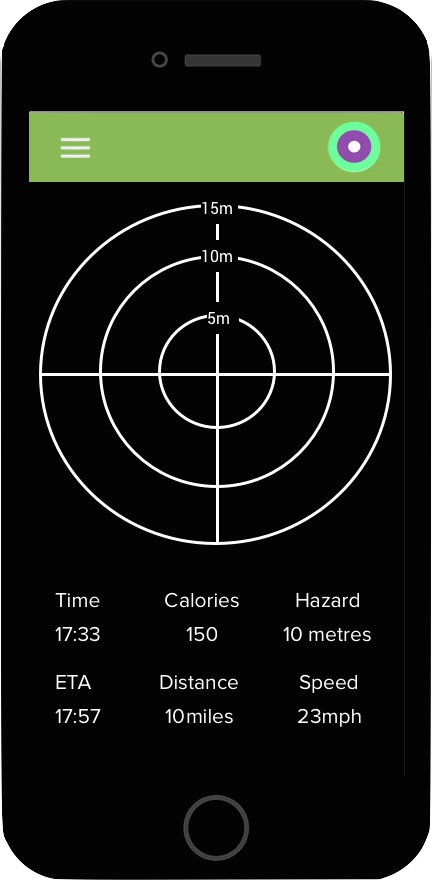 15m
10m
5m
Time Calories Hazard
17:33 150 10 metres
ETA Distance Speed
17:57 10miles 23mph